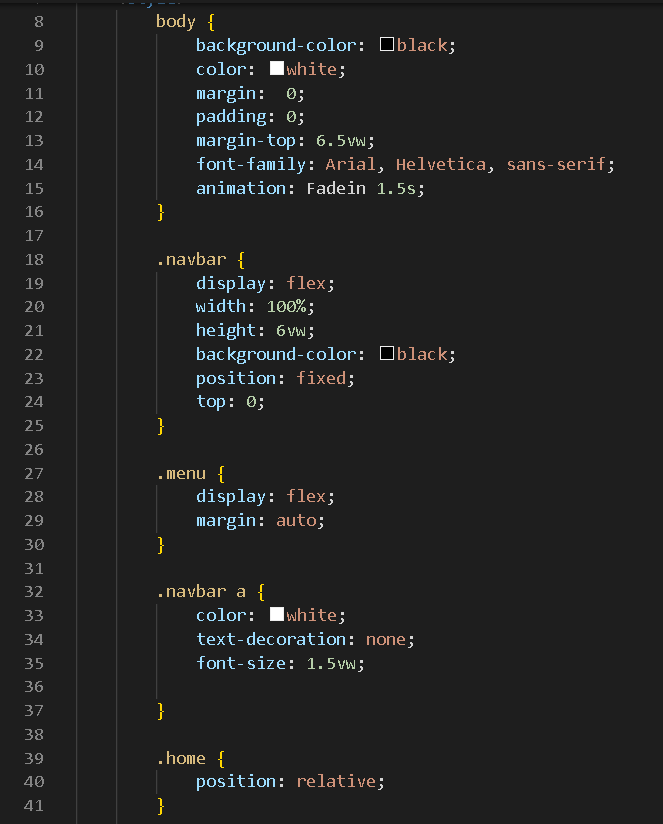 8 body {
9 background-color: black;
10 color: white;
11 margin:  0;
12 padding: 0;
13 margin-top: 6.5vw;
14 font-family: Arial, Helvetica, sans-serif;
15 animation: Fadein 1.5s;
16 }
17
18 .navbar {
19 display: flex;
20 width: 100%;
21 height: 6vw;
22 background-color: black;
23 position: fixed;
24 top: 0;
25 }
26
27 .menu {
28 display: flex;
29 margin: auto;
30 }
31
32 .navbar a {
33 color: white;
34 text-decoration: none;
35 font-size: 1.5vw;
36
37 }
38
39 .home {
40 position: relative;
41 }